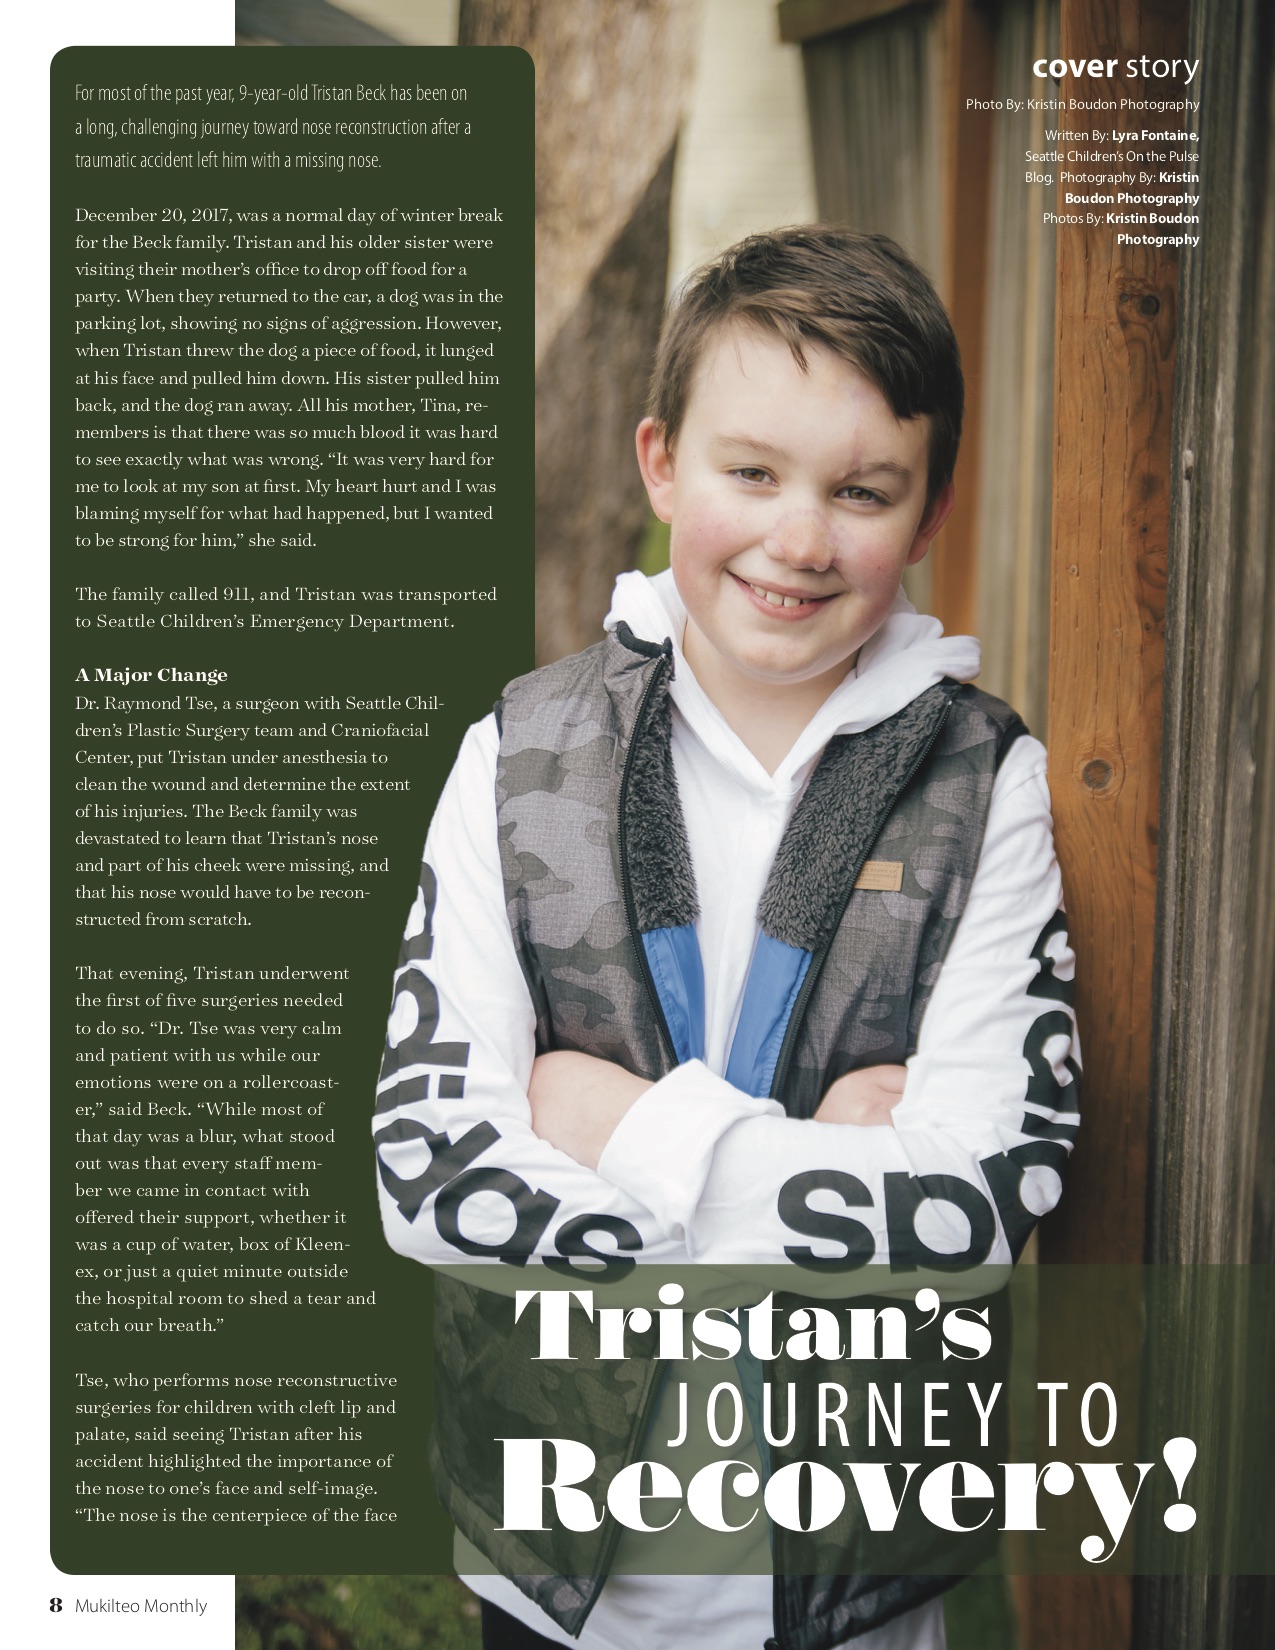 For most of the past year, 9-year-old Tristan Beck has been on
a long, challenging journey toward nose reconstruction after a
traumatic accident left him with a missing nose.
December 20, 2017, was a normal day of winter break
for the Beck family. Tristan and his older sister were
visiting their mother's office to drop off food for a
party. When they returned to the car, a dog was in the
parking lot, showing no signs of aggression. However,
when Tristan threw the dog a piece of food, it lunged
at his face and pulled him down. His sister pulled him
back, and the dog ran away. All his mother, Tina, re-
members is that there was so much blood it was hard
to see exactly what was wrong. “It was very hard for
me to look at my son at first. My heart hurt and I was
blaming myself for what had happened, but I wanted
to be strong for him,” she said.
The family called 911, and Tristan was transported
to Seattle Children’s Emergency Department.
A Major Change
Dr. Raymond Tse, a surgeon with Seattle Chil-
dren’s Plastic Surgery team and Craniofacial
Center, put Tristan under anesthesia to
clean the wound and determine the extent
of his injuries. The Beck family was
devastated to learn that Tristan’s nose
and part of his cheek were missing, and
that his nose would have to be recon-
structed from scratch.
That evening, Tristan underwent
the first of five surgeries needed
to do so. “Dr. Tse was very calm
and patient with us while our
emotions were on a rollercoast-
er,” said Beck. “While most of
that day was a blur, what stood
out was that every staff mem-
ber we came in contact with
offered their support, whether it
was a cup of water, box of Kleen-
ex, or just a quiet minute outside
the hospital room to shed a tear and
catch our breath.”
Tse, who performs nose reconstructive
surgeries for children with cleft lip and
palate, said seeing Tristan after his
accident highlighted the importance of
the nose to one’s face and self-image.
“The nose is the centerpiece of the face
cover story
Photo By: Kristin Boudon Photography
Written By: Lyra Fontaine,
Seattle Children’s On the Pulse
Blog. Photography By: Kristin
Boudon Photography
Photos By: Kristin Boudon
Photography
adidas
Tristan’s
JOURNEY TO
Recovery!
8 Mukilteo Monthly